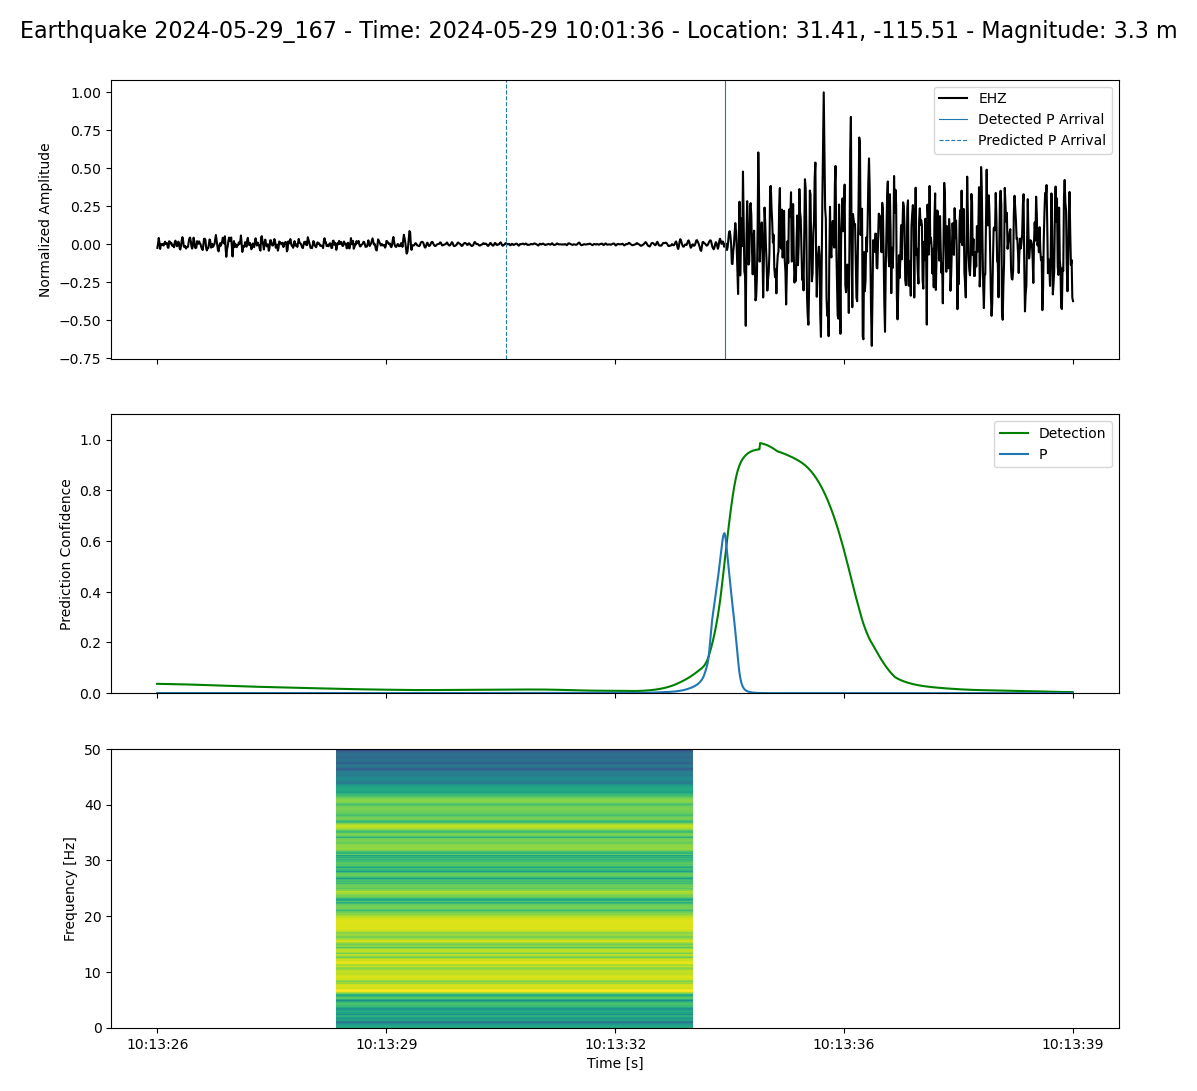 Earthquake 2024-05-29_167 - Time: 2024-05-29 10:01:36 - Location: 31.41, -115.51 - Magnitude: 3.3 m
1.00
0.75
0.50
0.25
0.00
−0.25
−0.50
−0.75
Normalized Amplitude
EHZ
Detected P Arrival
Predicted P Arrival
1.0
0.8
0.6
0.4
0.2
0.0
Prediction Confidence
Detection
P
50
40
30
20
10
0
Frequency [Hz]
10:13:26 10:13:29 10:13:32 10:13:36 10:13:39
Time [s]